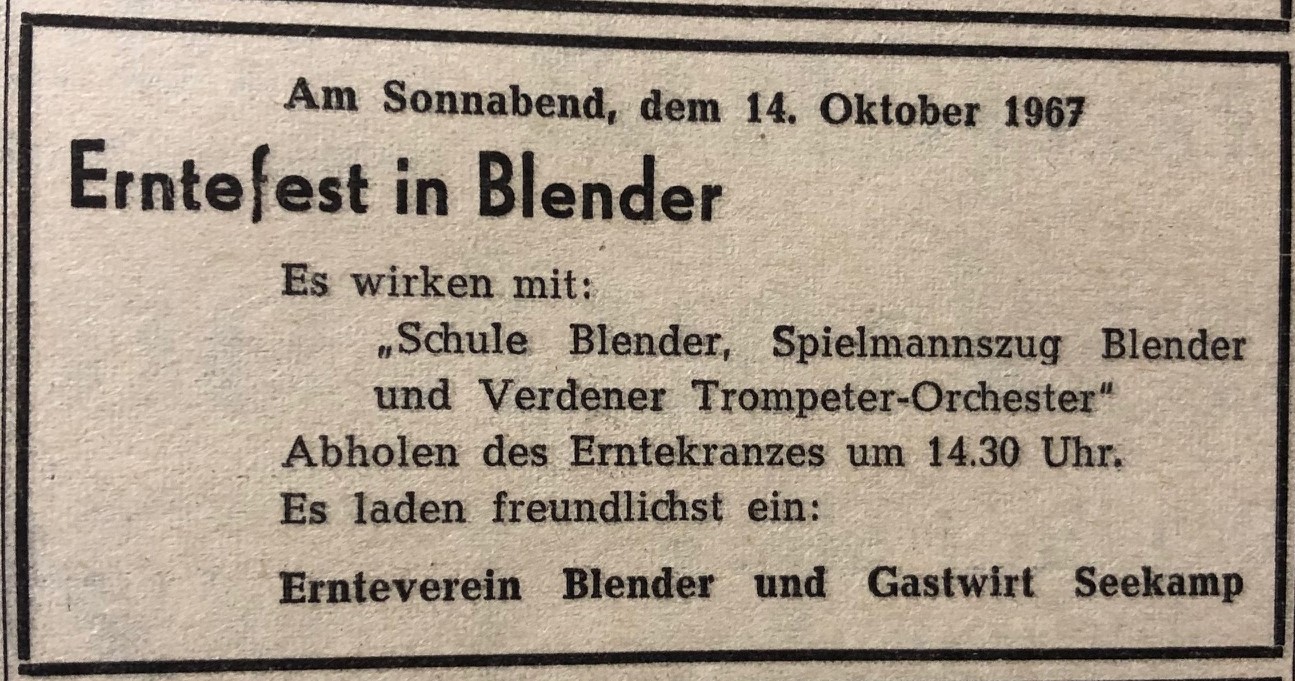 Am Sonnabend, dem 14. Oktober 1967
Erntefest in Blender
Es wirken mit:
„Schule Blender, Spielmannszug Blender
und Verdener Trompeter-Orchester“
Abholen des Erntekranzes um 14.30 Uhr.
Es laden freundlichst ein:
Ernteverein Blender und Gastwirt Seekamp